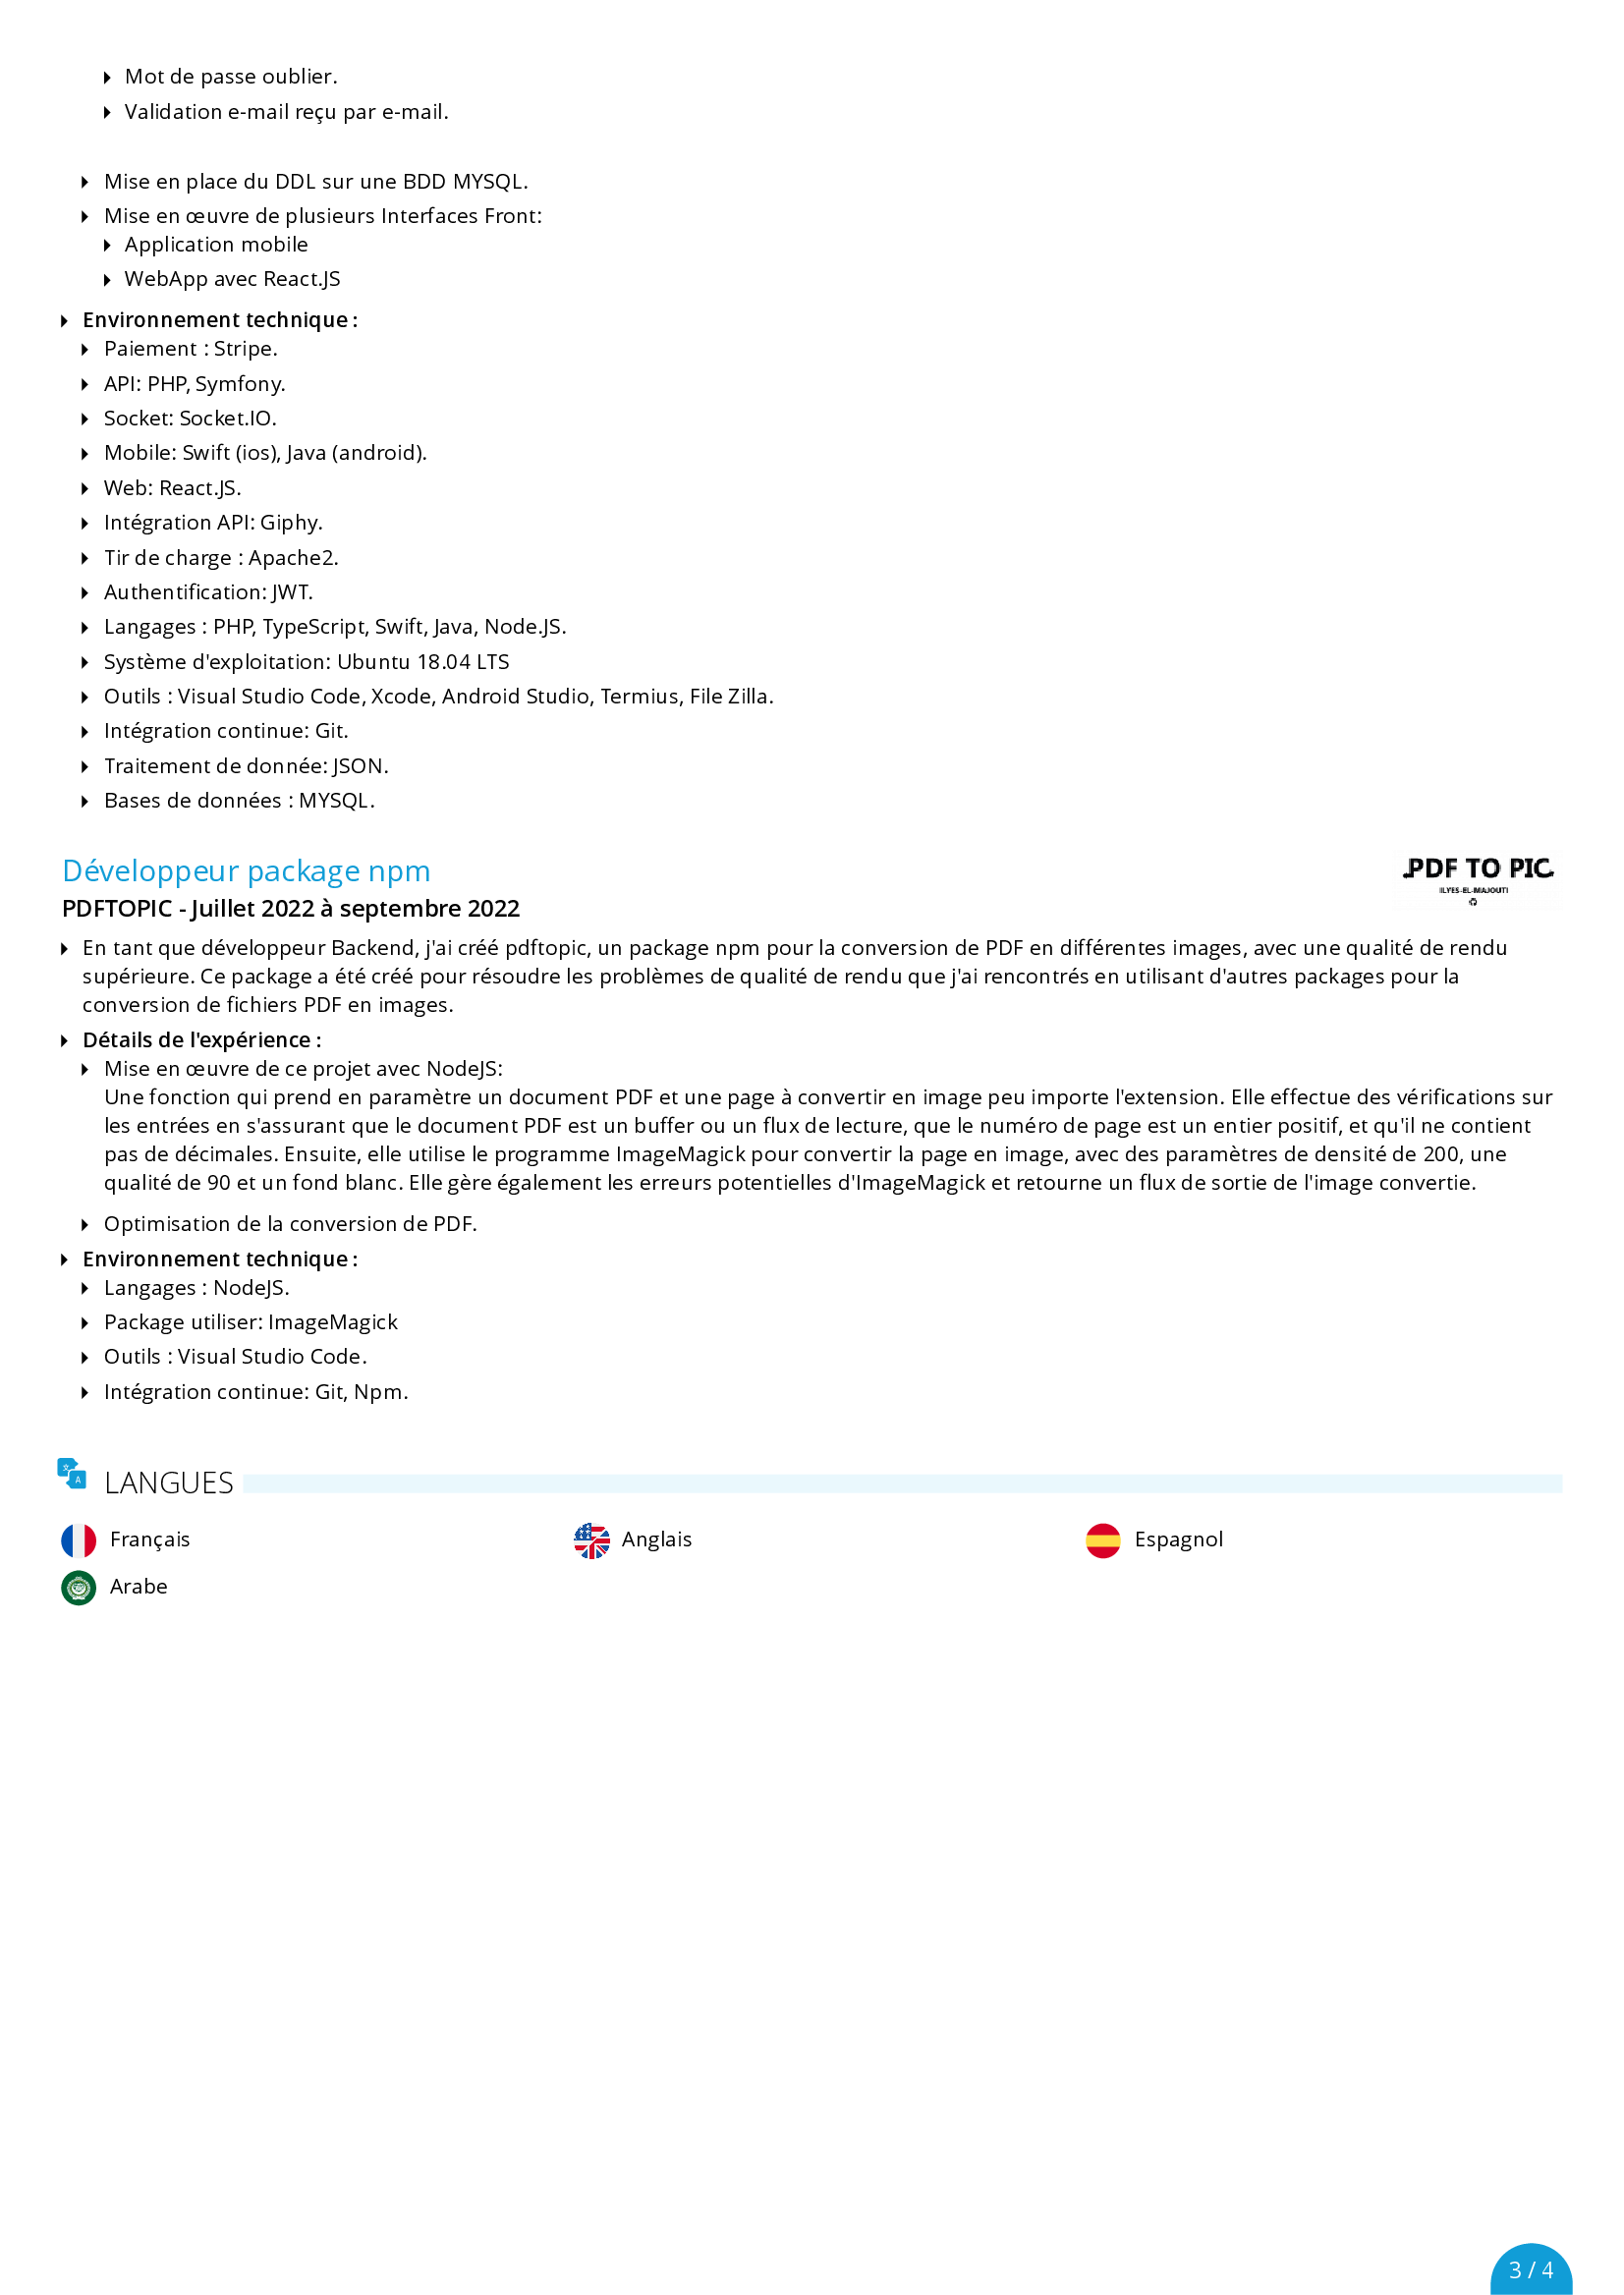 Mot de passe oublier.
Validation e-mail reçu par e-mail.
Mise en place du DDL sur une BDD MYSQL.
Mise en œuvre de plusieurs Interfaces Front:
Application mobile
WebApp avec React.JS
Environnement technique :
Paiement : Stripe.
API: PHP, Symfony.
Socket: Socket.IO.
Mobile: Swift (ios), Java (android).
Web: React.JS.
Intégration API: Giphy.
Tir de charge : Apache2.
Authentification: JWT.
Langages : PHP, TypeScript, Swift, Java, Node.JS.
Système d'exploitation: Ubuntu 18.04 LTS
Outils : Visual Studio Code, Xcode, Android Studio, Termius, File Zilla.
Intégration continue: Git.
Traitement de donnée: JSON.
Bases de données : MYSQL.
Développeur package npm
.PDF TO PIC.
ILYES-EL-MAJOUTI
PDFTOPIC - Juillet 2022 à septembre 2022
En tant que développeur Backend, j'ai créé pdftopic, un package npm pour la conversion de PDF en différentes images, avec une qualité de rendu
supérieure. Ce package a été créé pour résoudre les problèmes de qualité de rendu que j'ai rencontrés en utilisant d'autres packages pour la
conversion de fichiers PDF en images.
Détails de l'expérience :
Mise en œuvre de ce projet avec NodeJS:
Une fonction qui prend en paramètre un document PDF et une page à convertir en image peu importe l'extension. Elle effectue des vérifications sur
les entrées en s'assurant que le document PDF est un buffer ou un flux de lecture, que le numéro de page est un entier positif, et qu'il ne contient
pas de décimales. Ensuite, elle utilise le programme ImageMagick pour convertir la page en image, avec des paramètres de densité de 200, une
qualité de 90 et un fond blanc. Elle gère également les erreurs potentielles d'ImageMagick et retourne un flux de sortie de l'image convertie.
Optimisation de la conversion de PDF.
Environnement technique :
Langages : NodeJS.
Package utiliser: ImageMagick
Outils : Visual Studio Code.
Intégration continue: Git, Npm.
LANGUES
Français
Anglais
Espagnol
Arabe
3 / 4